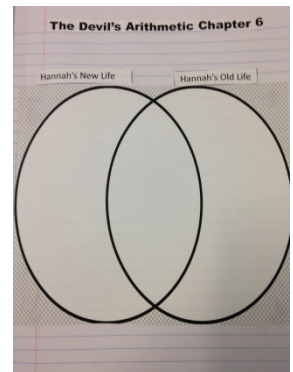 The Devil's Arithmetic Chapter 6
Hannah's New Life
Hannah's Old Life